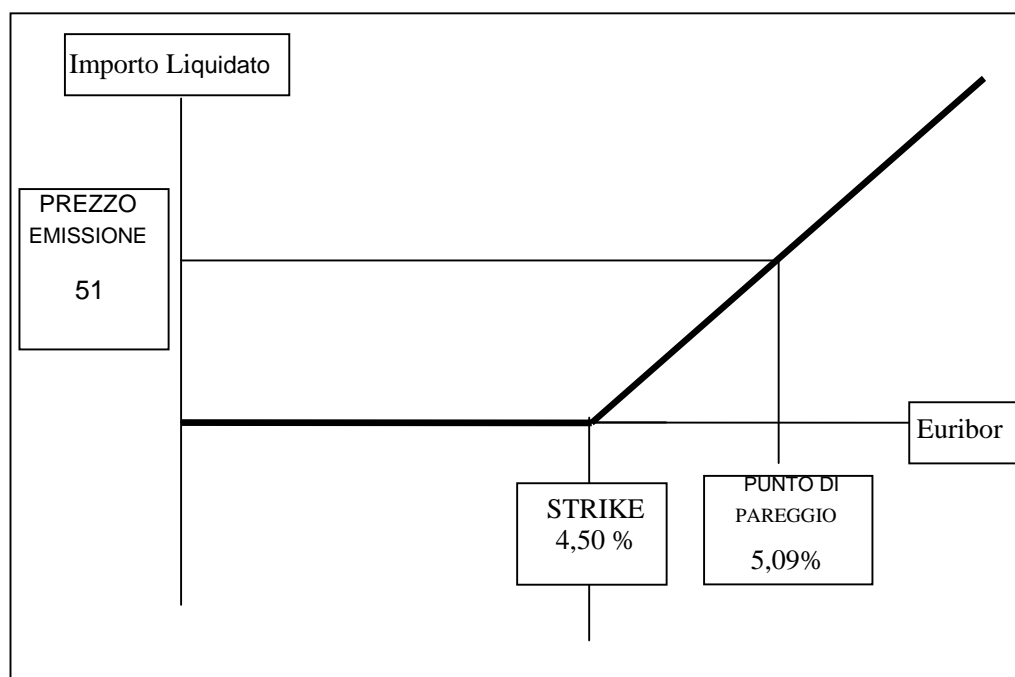 Importo Liquidato
PREZZO
EMISSIONE
51
Euribor
STRIKE
4,50 %
PUNTO DI
PAREGGIO
5,09%